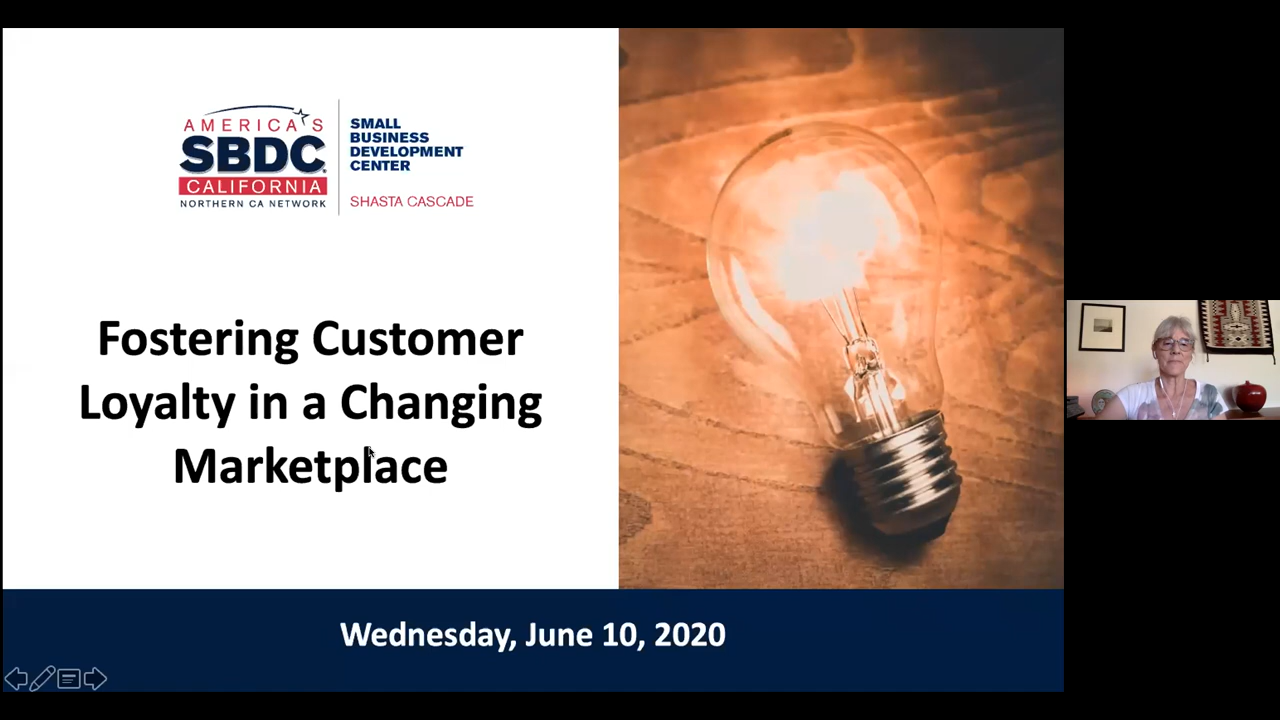 AMERICA'S
SBDC
CALIFORNIA
NORTHERN CA NETWORK
SMALL
BUSINESS
DEVELOPMENT
CENTER
SHASTA CASCADE
Fostering Customer
Loyalty in a Changing
Marketplace
Wednesday, June 10, 2020